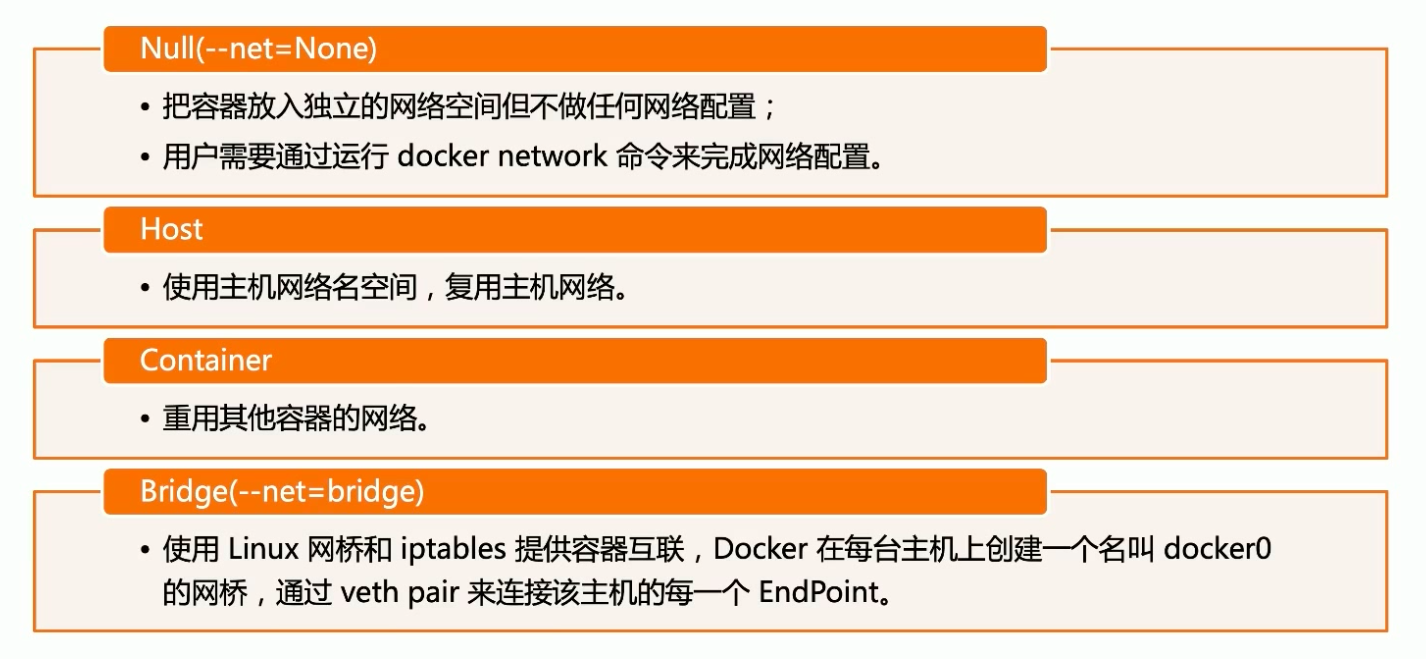 Null(--net=None)
• 把容器放入独立的网络空间但不做任何网络配置；
• 用户需要通过运行 docker network 命令来完成网络配置。
Host
• 使用主机网络名空间，复用主机网络。
Container
• 重用其他容器的网络。
Bridge(--net=bridge)
• 使用 Linux 网桥和 iptables 提供容器互联，Docker 在每台主机上创建一个名叫 docker0
的网桥，通过 veth pair 来连接该主机的每一个 EndPoint。